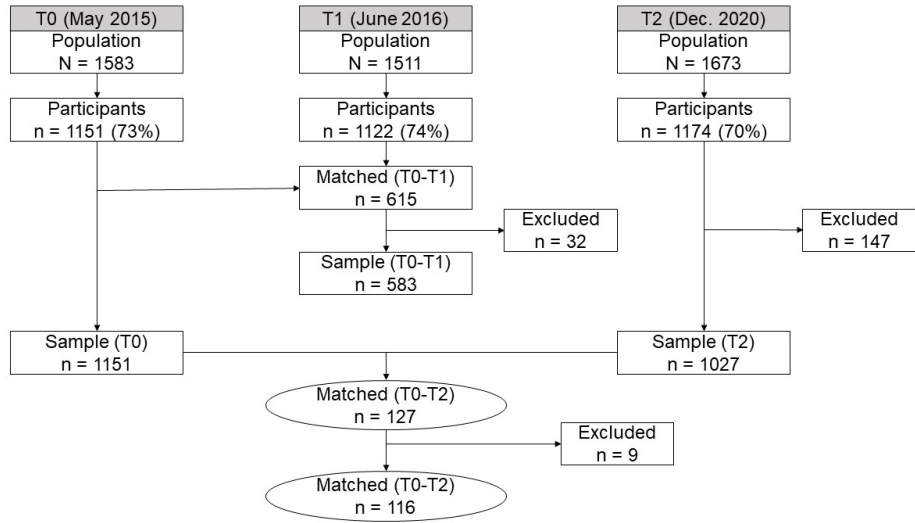 T0 (May 2015)
Population
N = 1583
Participants
n = 1151 (73%)
T1 (June 2016)
Population
N = 1511
Participants
n = 1122 (74%)
Matched (T0-T1)
n = 615
Excluded
n = 32
Sample (T0-T1)
n = 583
T2 (Dec. 2020)
Population
N = 1673
Participants
n = 1174 (70%)
Excluded
n = 147
Sample (T0)
n = 1151
Sample (T2)
n = 1027
Matched (T0-T2)
n = 127
Excluded
n = 9
Matched (T0-T2)
n = 116